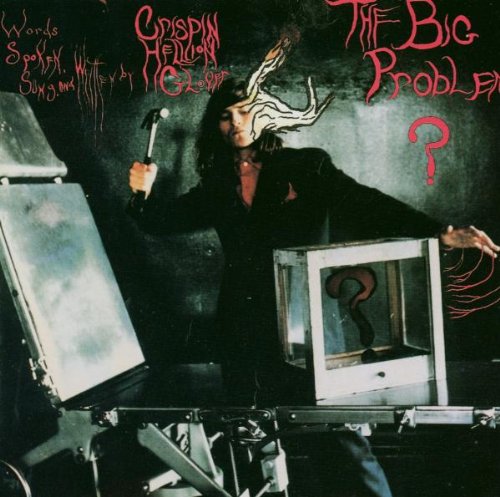 Words
Spoken,
Sung and Written by
CRISPIN
HELLION
GLOVER
THE BIG
PROBLEM
?
?